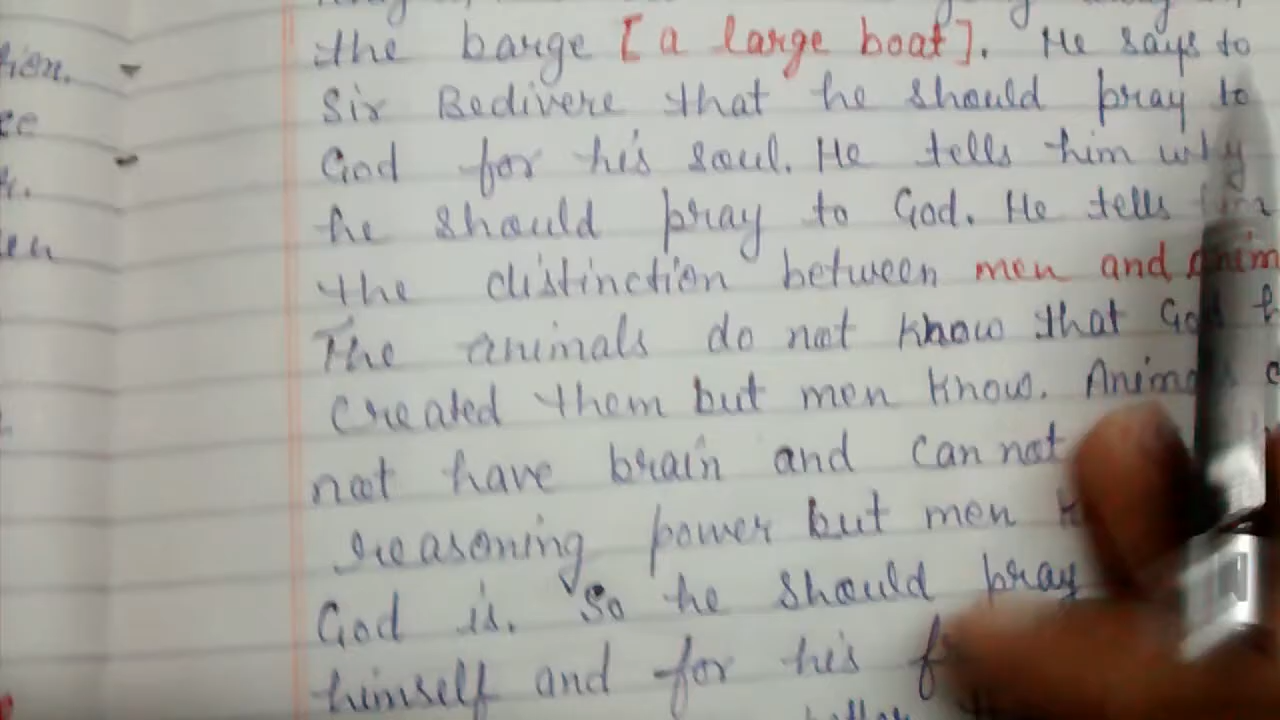 the barge [a large boat]. He says to
Sir Bedivere that he should pray to
God for his soul. He tells him why
he should pray to God. He tells
the distinction between men and
The animals do not know that God
created them but men know.
not have brain and can not
reasoning power but men
God is. So he should pray
himself and for his
tion.